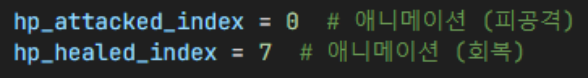 hp_attacked_index = 0  # 애니메이션 (피공격)
hp_healed_index = 7  # 애니메이션 (회복)